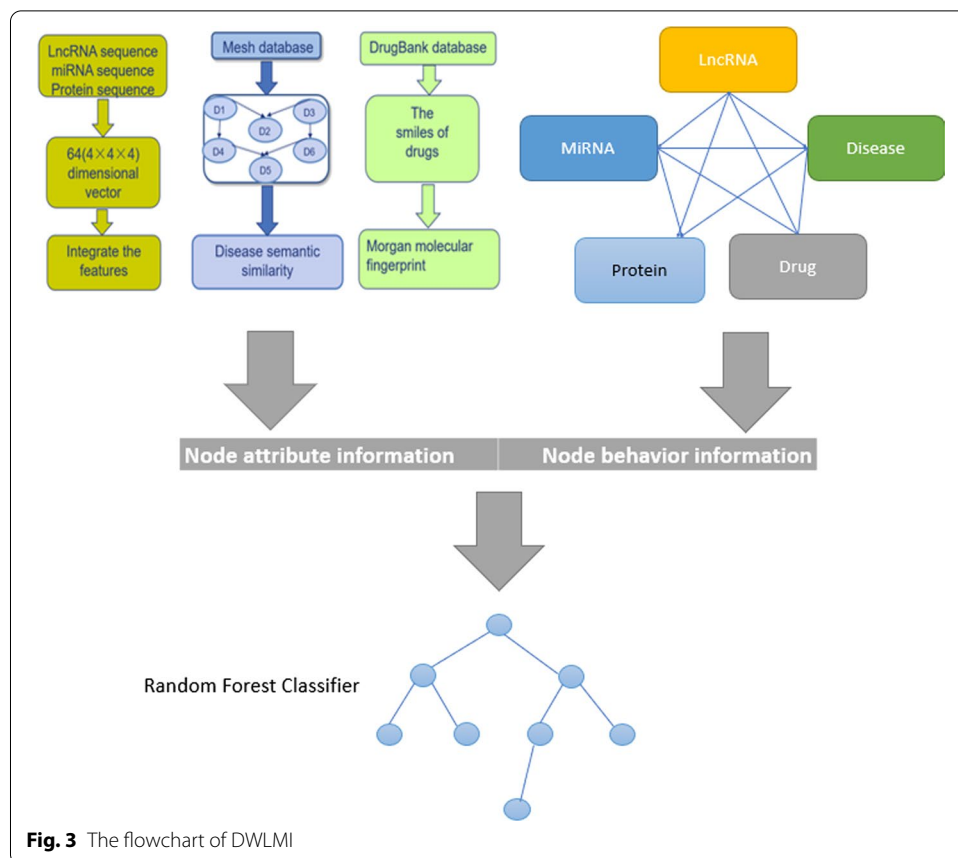 LncRNA sequence
miRNA sequence
Protein sequence
64(4×4×4)
dimensional
vector
Integrate the
features
Mesh database
D1
D3
D2
D4
D6
D5
Disease semantic
similarity
DrugBank database
The
smiles of
drugs
Morgan molecular
fingerprint
LncRNA
MiRNA
Disease
Protein
Drug
Node attribute information
Node behavior information
Random Forest Classifier
Fig. 3 The flowchart of DWLMI